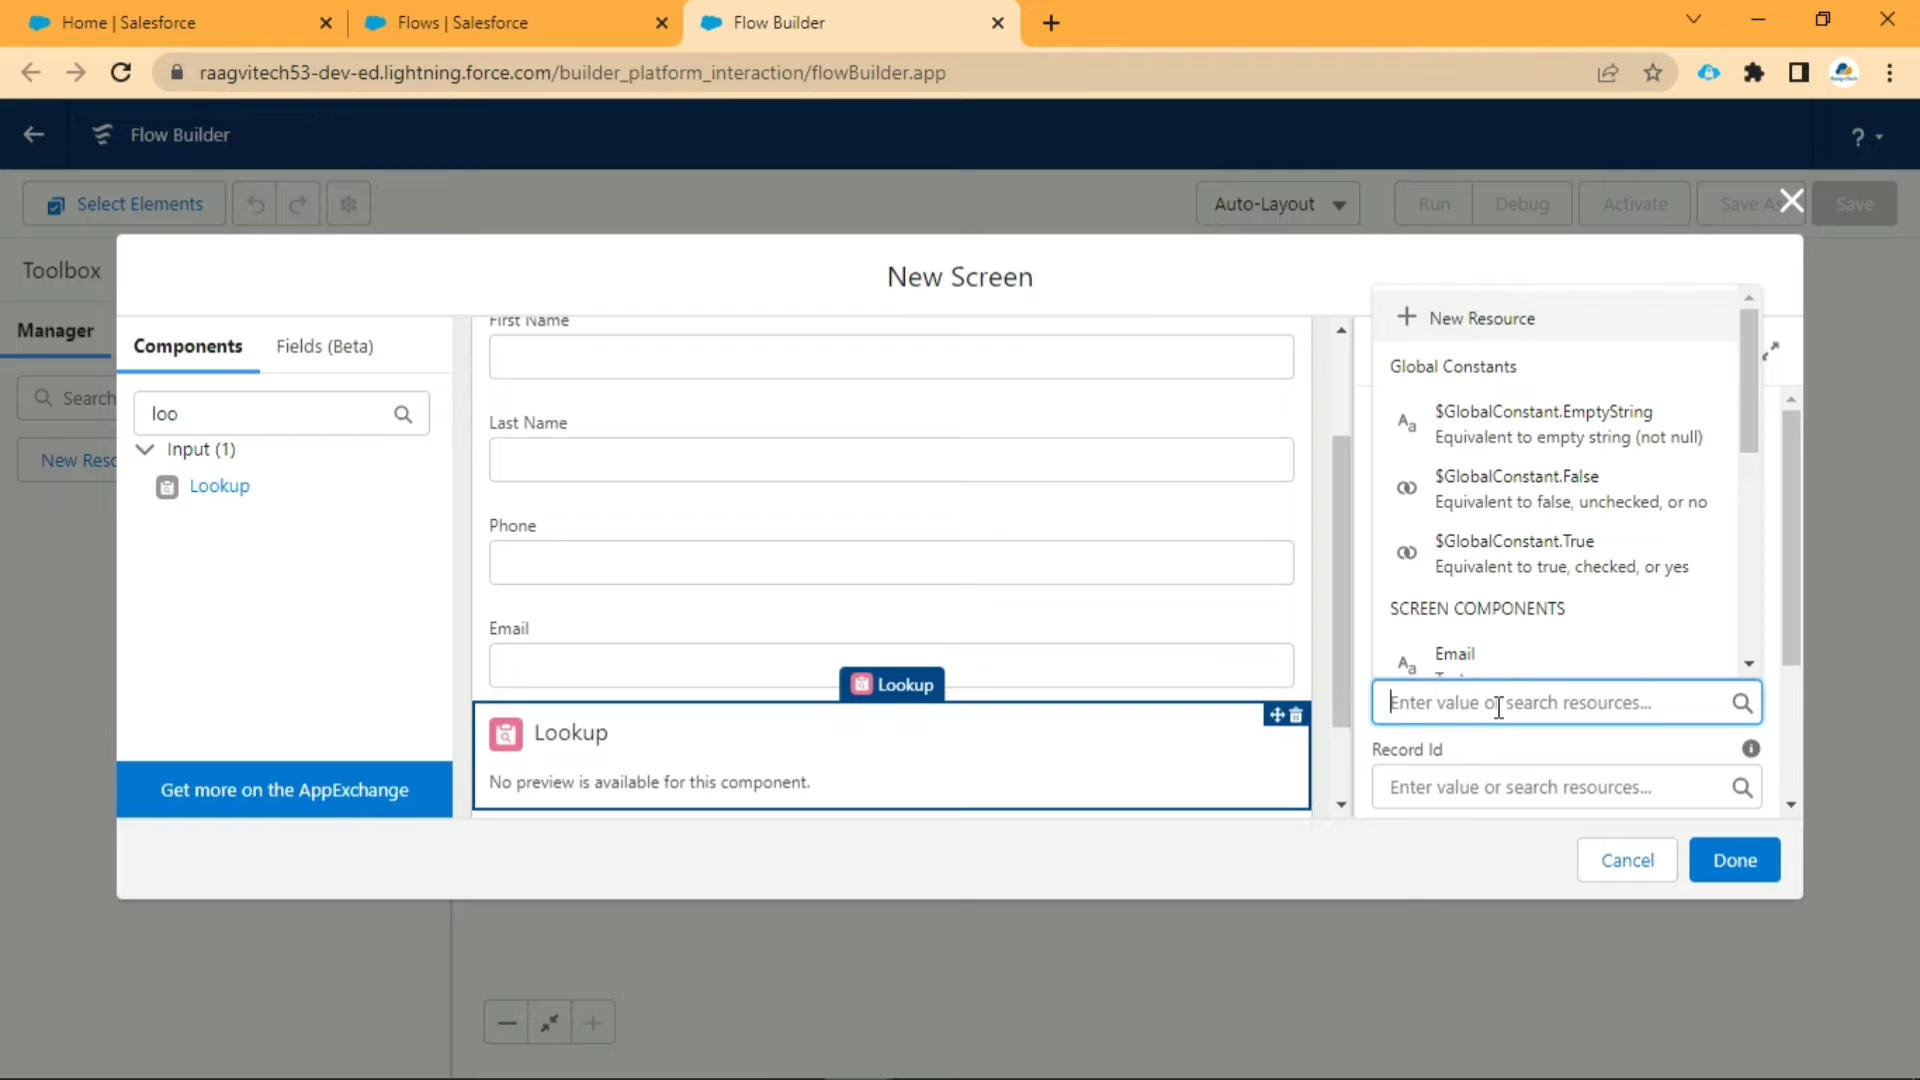 Home | Salesforce
Flows | Salesforce
Flow Builder
raagvitech53-dev-ed.lightning.force.com/builder_platform_interaction/flowBuilder.app
Flow Builder
?
Select Elements
Auto-Layout
Run
Debug
Activate
Save As
Save
Toolbox
Manager
Search
New Reso
New Screen
Components
Fields (Beta)
loo
Input (1)
Lookup
Get more on the AppExchange
First Name
Last Name
Phone
Email
Lookup
Lookup
No preview is available for this component.
New Resource
Global Constants
$GlobalConstant.EmptyString
Equivalent to empty string (not null)
$GlobalConstant.False
Equivalent to false, unchecked, or no
$GlobalConstant.True
Equivalent to true, checked, or yes
SCREEN COMPONENTS
Email
Enter value or search resources...
Record Id
Enter value or search resources...
Cancel
Done